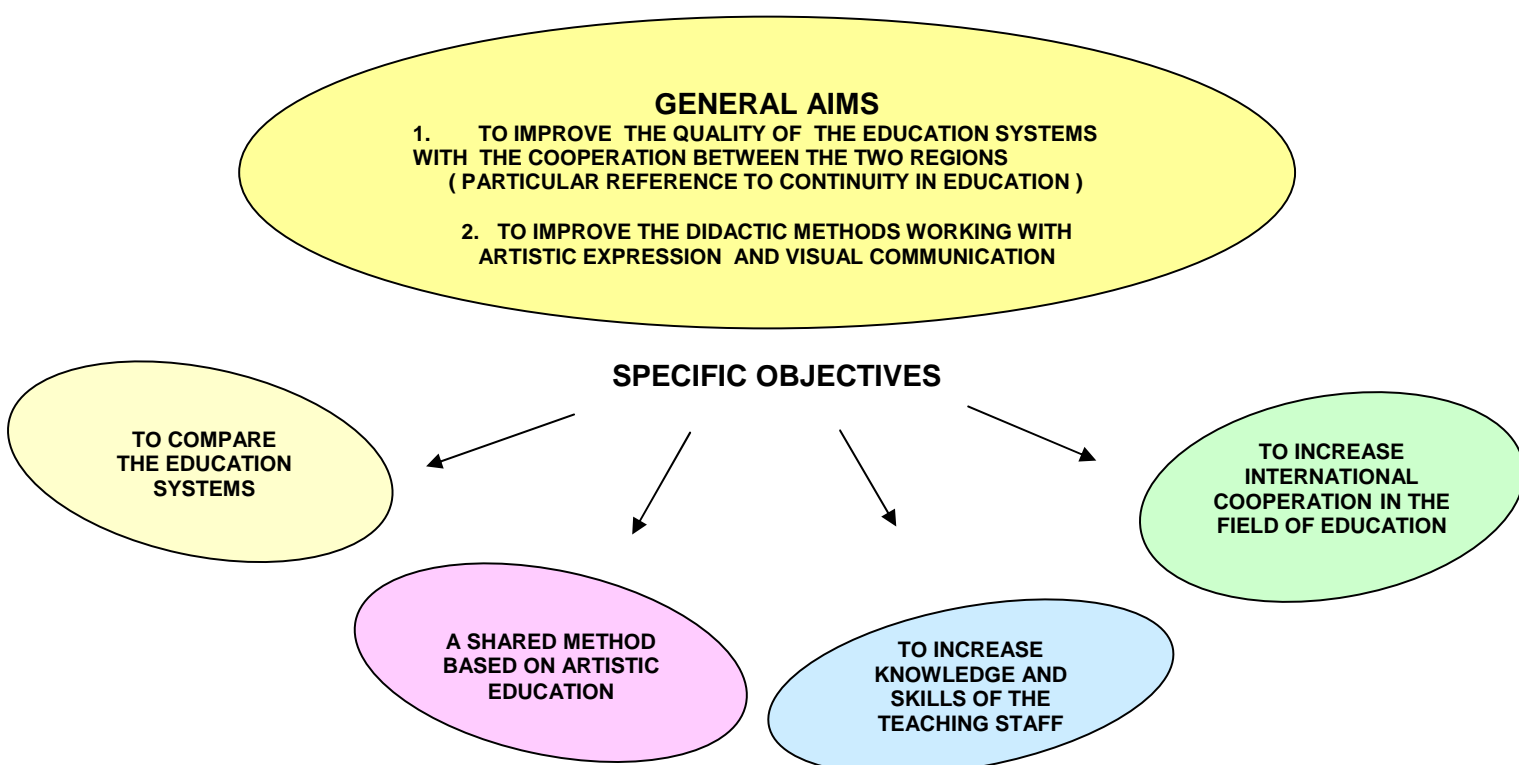 GENERAL AIMS
1. TO IMPROVE THE QUALITY OF THE EDUCATION SYSTEMS
WITH THE COOPERATION BETWEEN THE TWO REGIONS
( PARTICULAR REFERENCE TO CONTINUITY IN EDUCATION )
2. TO IMPROVE THE DIDACTIC METHODS WORKING WITH
ARTISTIC EXPRESSION AND VISUAL COMMUNICATION
SPECIFIC OBJECTIVES
TO COMPARE
THE EDUCATION
SYSTEMS
A SHARED METHOD
BASED ON ARTISTIC
EDUCATION
TO INCREASE
KNOWLEDGE AND
SKILLS OF THE
TEACHING STAFF
TO INCREASE
INTERNATIONAL
COOPERATION IN THE
FIELD OF EDUCATION